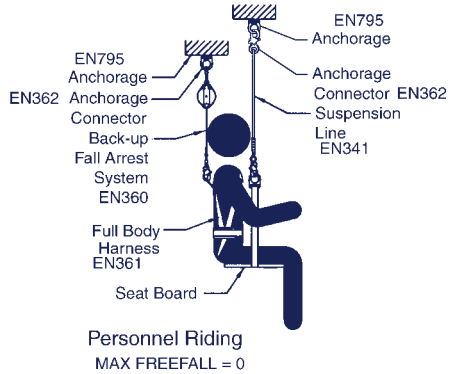 EN795
Anchorage
EN795
Anchorage
EN362 Anchorage
Connector
Back-up
Fall Arrest
System
EN360
Anchorage
Connector EN362
Suspension
Line
EN341
Full Body
Harness
EN361
Seat Board
Personnel Riding
MAX FREEFALL = 0